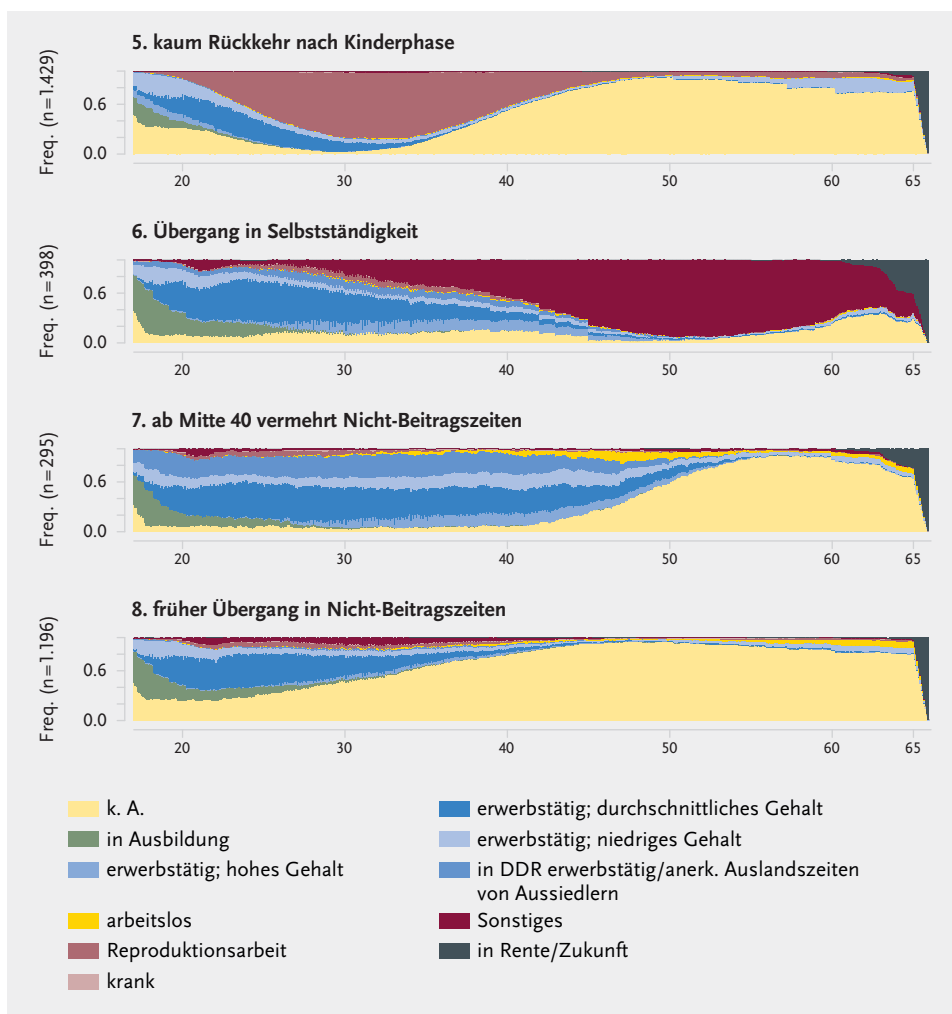 5. kaum Rückkehr nach Kinderphase
Freq. (n=1.429)
0.6
0.0
20 30 40 50 60 65
6. Übergang in Selbstständigkeit
Freq. (n=398)
0.6
0.0
20 30 40 50 60 65
7. ab Mitte 40 vermehrt Nicht-Beitragszeiten
Freq. (n=295)
0.6
0.0
20 30 40 50 60 65
8. früher Übergang in Nicht-Beitragszeiten
Freq. (n=1.196)
0.6
0.0
20 30 40 50 60 65
k. A.
in Ausbildung
erwerbstätig; hohes Gehalt
arbeitslos
Reproduktionsarbeit
krank
erwerbstätig; durchschnittliches Gehalt
erwerbstätig; niedriges Gehalt
in DDR erwerbstätig/anerk. Auslandszeiten
von Aussiedlern
Sonstiges
in Rente/Zukunft